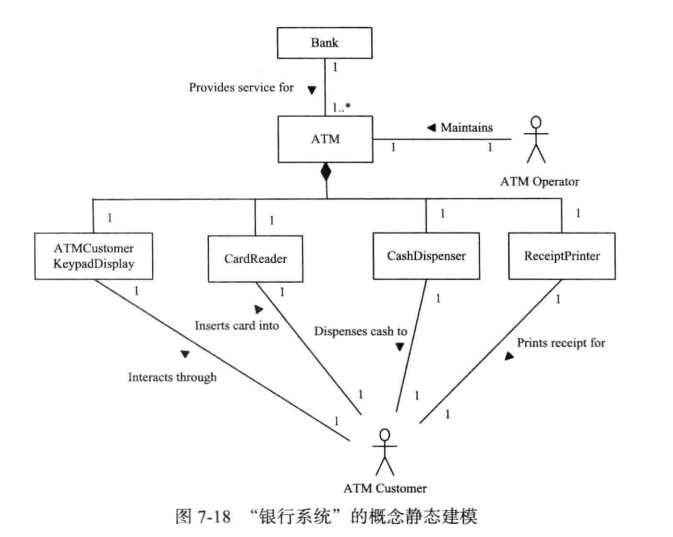 Bank
1
Provides service for
1..*
ATM
Maintains
1
1
ATM Operator
1
1
1
1
ATMCustomer
KeypadDisplay
CardReader
CashDispenser
ReceiptPrinter
1
1
1
1
Inserts card into
Dispenses cash to
Prints receipt for
Interacts through
1
1
1
1
ATM Customer
图 7-18 “银行系统”的概念静态建模